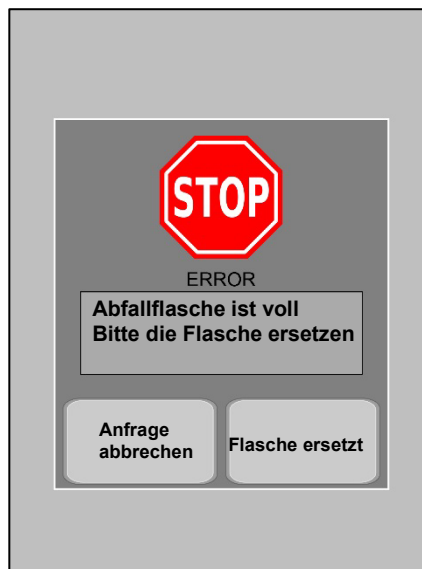 STOP
ERROR
Abfallflasche ist voll
Bitte die Flasche ersetzen
Anfrage
abbrechen
Flasche ersetzt